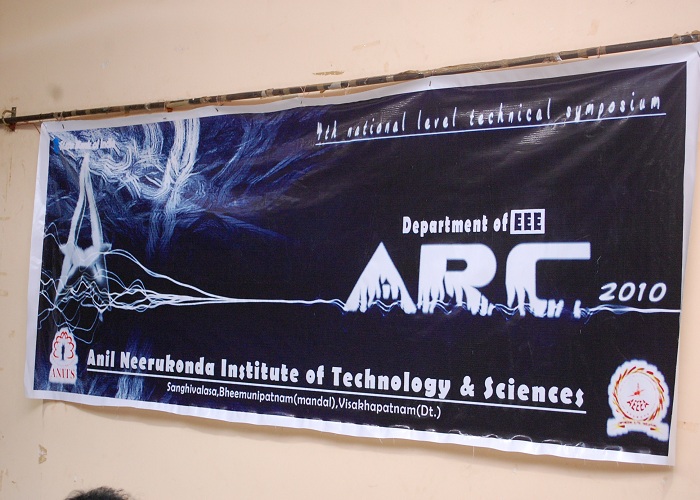 4th national level technical symposium
Department of EEE
ARC 2010
Anil Neerukonda Institute of Technology & Sciences
Sanghivalasa,Bheemunipatnam(mandal),Visakhapatnam(Dt.)
ANITS